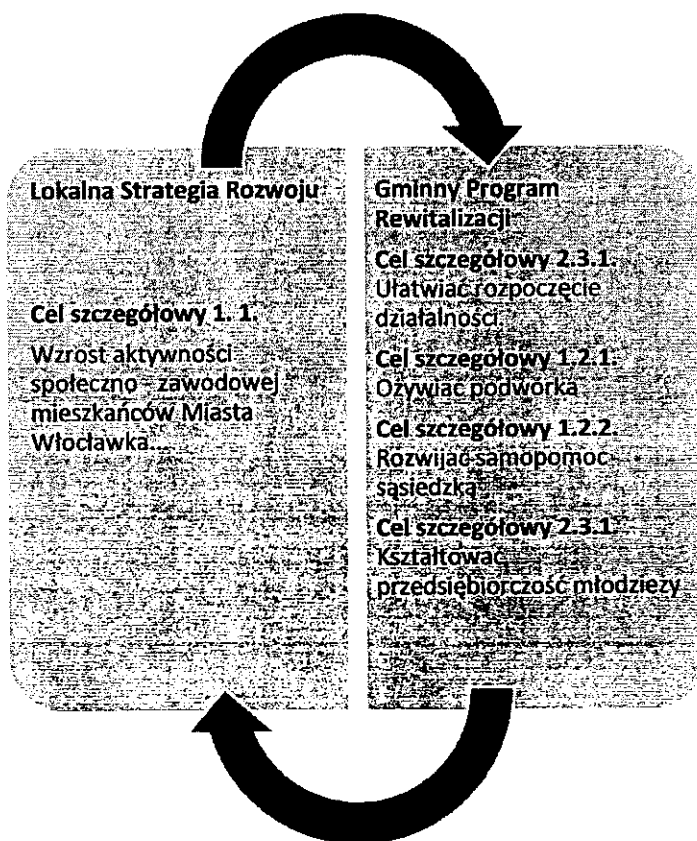 Lokalna Strategia Rozwoju
Cel szczegółowy 1. 1.
Wzrost aktywności
społeczno - zawodowej
mieszkańców Miasta
Włocławka...
Gminny Program
Rewitalizacji
Cel szczegółowy 2.3.1.
Ułatwiać rozpoczęcie
działalności
Cel szczegółowy 1.2.1.
Ożywiać podwórka
Cel szczegółowy 1.2.2.
Rozwijać samopomoc
sąsiedzką
Cel szczegółowy 2.3.1.
Kształtować
przedsiębiorczość młodzieży